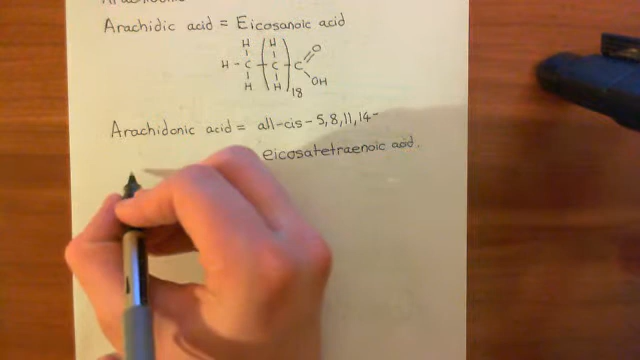 Arachidic acid = Eicosanoic acid
H H O
H - C - C - C
H H OH
18
Arachidonic acid = all-cis-5,8,11,14-
eicosatetraenoic acid.